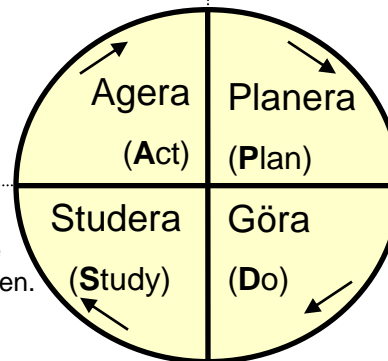 Agera
(Act)
Planera
(Plan)
Studera
(Study)
Göra
(Do)
en.